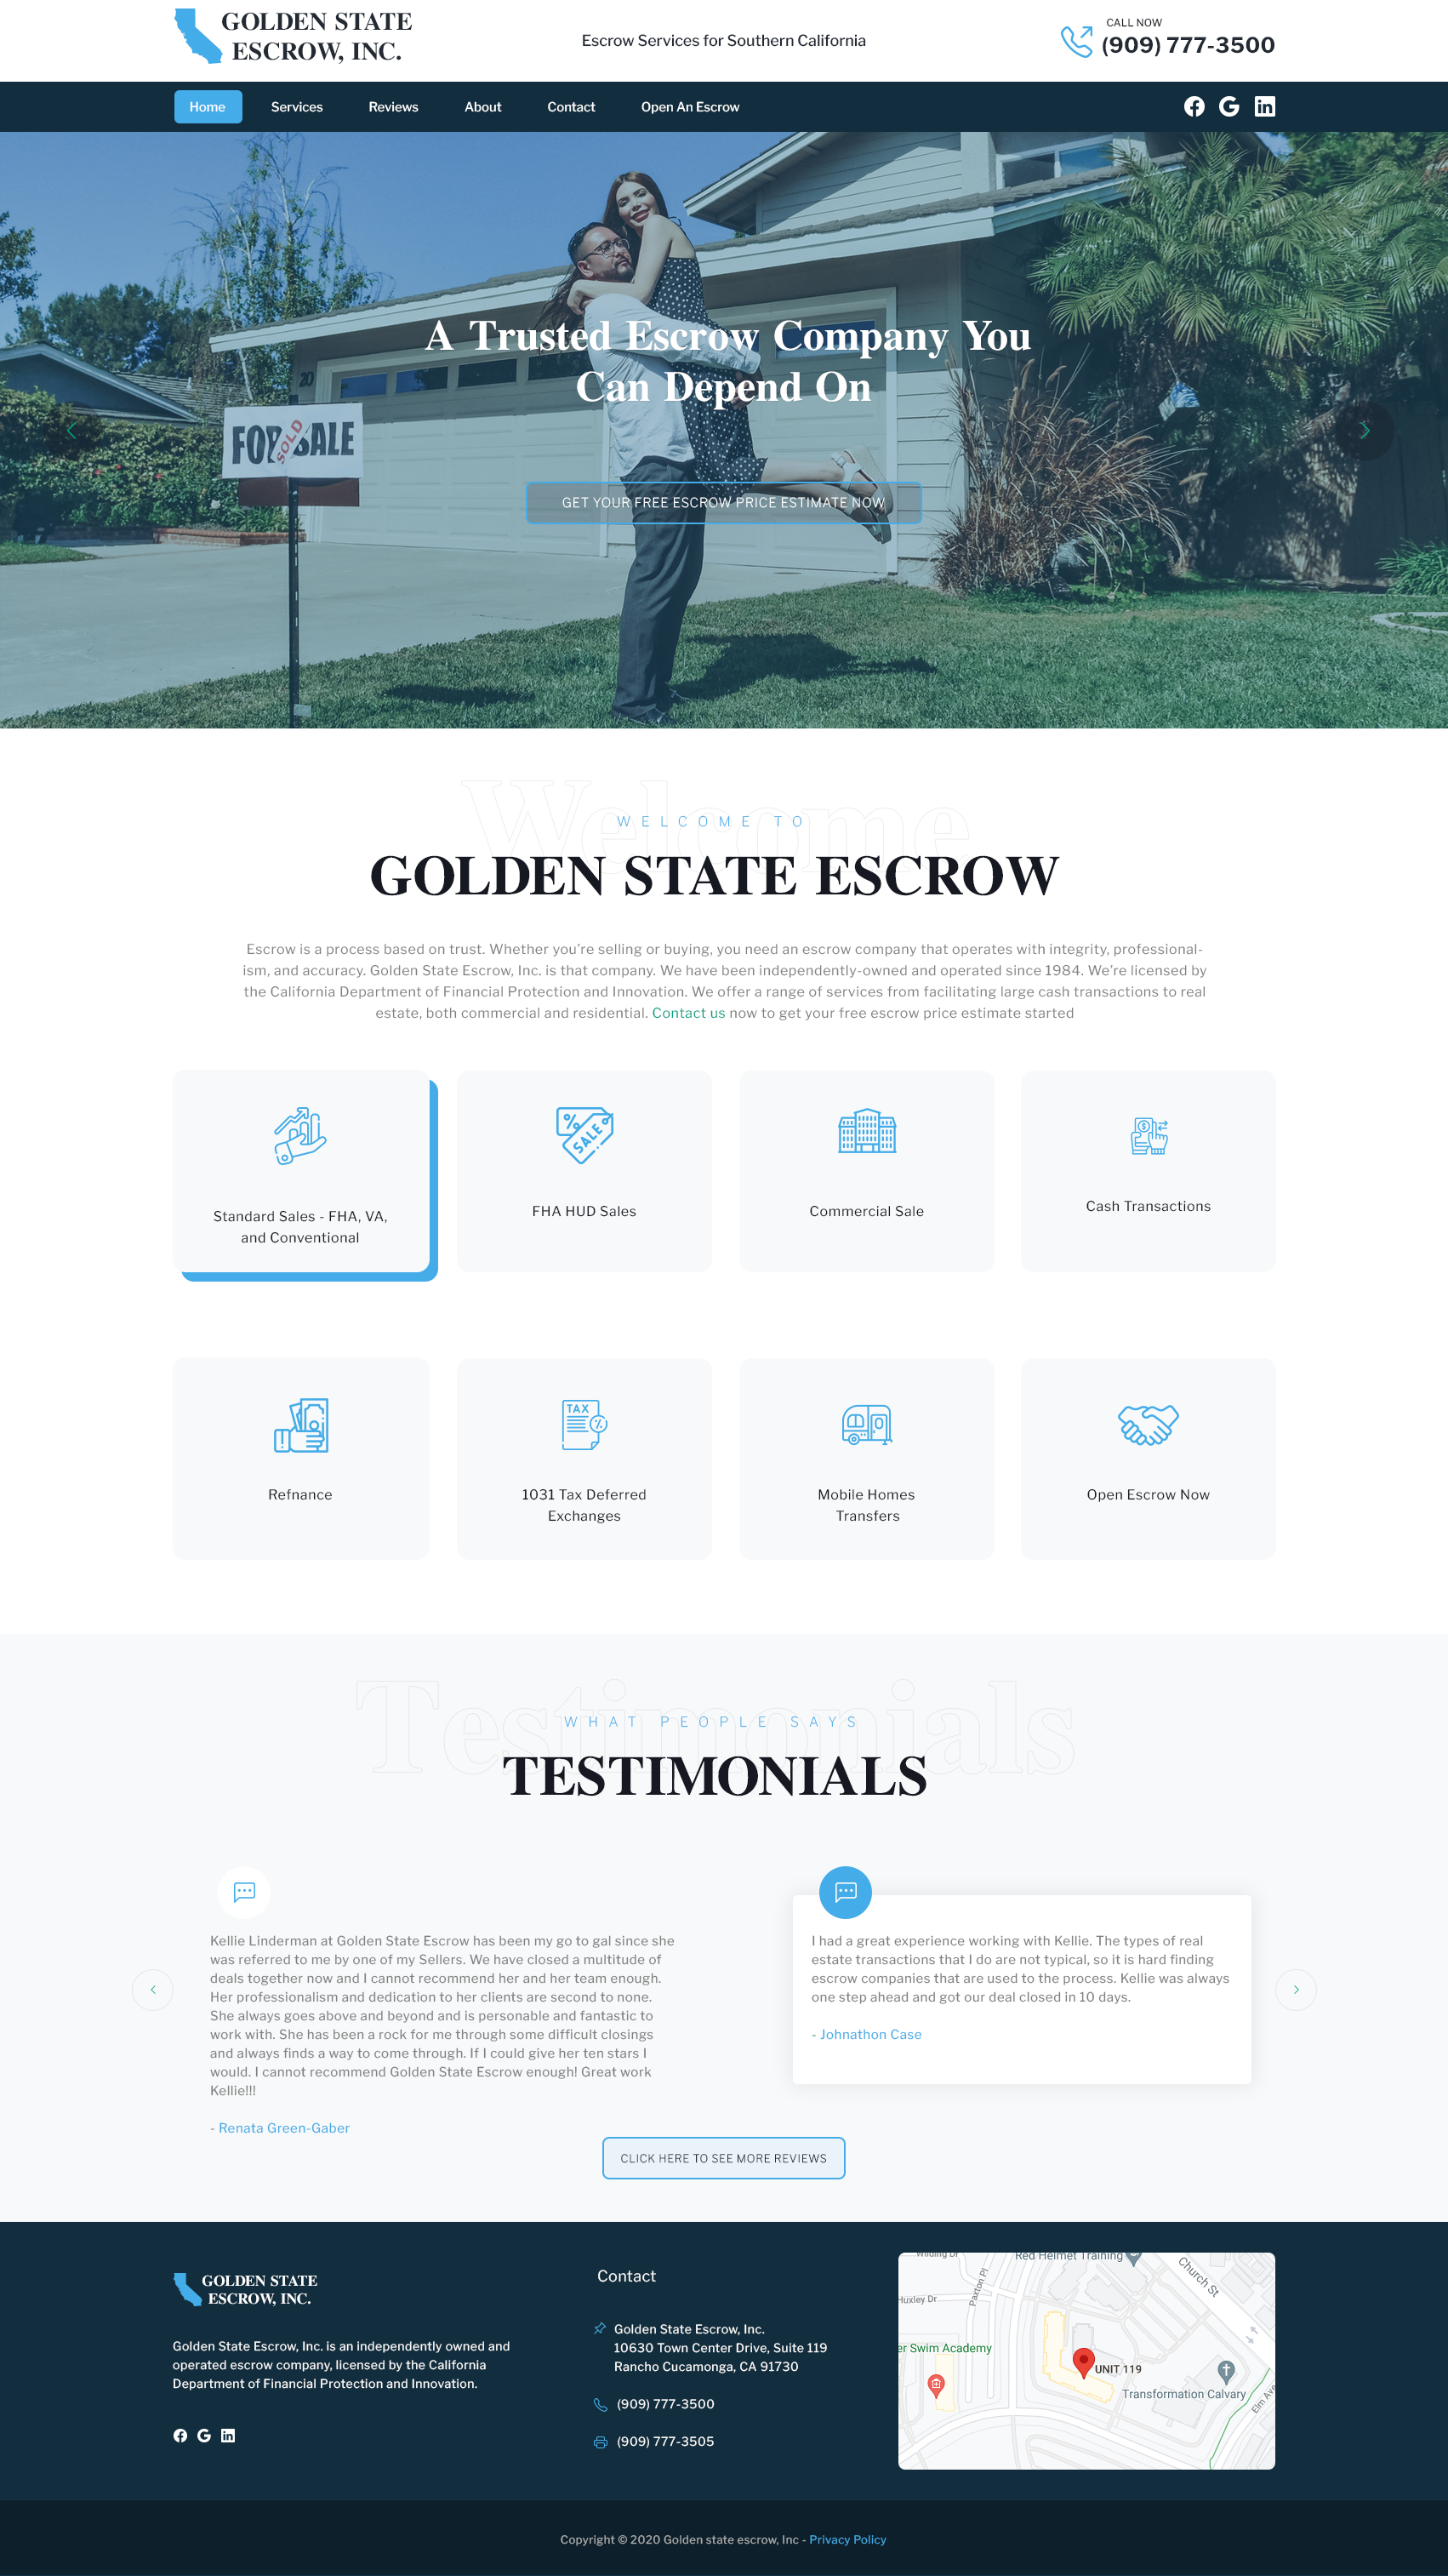 GOLDEN STATE
ESCROW, INC.
Escrow Services for Southern California
CALL NOW
(909) 777-3500
Home
Services
Reviews
About
Contact
Open An Escrow
20
FOR SALE
SOLD
A Trusted Escrow Company You
Can Depend On
GET YOUR FREE ESCROW PRICE ESTIMATE NOW
Welcome
WELCOME TO
GOLDEN STATE ESCROW
Escrow is a process based on trust. Whether you’re selling or buying, you need an escrow company that operates with integrity, professional-
ism, and accuracy. Golden State Escrow, Inc. is that company. We have been independently-owned and operated since 1984. We’re licensed by
the California Department of Financial Protection and Innovation. We offer a range of services from facilitating large cash transactions to real
estate, both commercial and residential. Contact us now to get your free escrow price estimate started
Standard Sales - FHA, VA,
and Conventional
% SALE
FHA HUD Sales
Commercial Sale
$
Cash Transactions
Refnance
TAX
%
1031 Tax Deferred
Exchanges
Mobile Homes
Transfers
Open Escrow Now
Testimonials
WHAT PEOPLE SAYS
TESTIMONIALS
Kellie Linderman at Golden State Escrow has been my go to gal since she
was referred to me by one of my Sellers. We have closed a multitude of
deals together now and I cannot recommend her and her team enough.
Her professionalism and dedication to her clients are second to none.
She always goes above and beyond and is personable and fantastic to
work with. She has been a rock for me through some difficult closings
and always finds a way to come through. If I could give her ten stars I
would. I cannot recommend Golden State Escrow enough! Great work
Kellie!!!
- Renata Green-Gaber
I had a great experience working with Kellie. The types of real
estate transactions that I do are not typical, so it is hard finding
escrow companies that are used to the process. Kellie was always
one step ahead and got our deal closed in 10 days.
- Johnathon Case
CLICK HERE TO SEE MORE REVIEWS
GOLDEN STATE
ESCROW, INC.
Golden State Escrow, Inc. is an independently owned and
operated escrow company, licensed by the California
Department of Financial Protection and Innovation.
Contact
Golden State Escrow, Inc.
10630 Town Center Drive, Suite 119
Rancho Cucamonga, CA 91730
(909) 777-3500
(909) 777-3505
Wilding Dr
Red Helmet Training
Church St
Paxton Pl
Huxley Dr
er Swim Academy
UNIT 119
Transformation Calvary
Elm Ave
Copyright © 2020 Golden state escrow, Inc - Privacy Policy